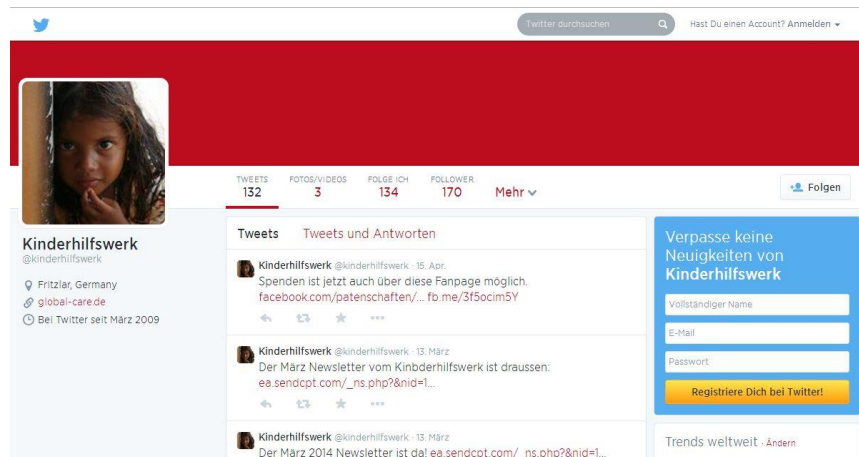 Twitter durchsuchen
Hast Du einen Account? Anmelden
TWEETS FOTOS/VIDEOS FOLGE ICH FOLLOWER
132 3 134 170 Mehr
Folgen
Kinderhilfswerk
@kinderhilfswerk
Fritzlar, Germany
global-care.de
Bei Twitter seit März 2009
Tweets Tweets und Antworten
Kinderhilfswerk @kinderhilfswerk · 15. Apr.
Spenden ist jetzt auch über diese Fanpage möglich.
facebook.com/patenschaften/... fb.me/3f5ocim5Y
Kinderhilfswerk @kinderhilfswerk · 13. März
Der März Newsletter vom Kinbderhilfswerk ist draussen:
ea.sendcpt.com/_ns.php?&nid=1...
Kinderhilfswerk @kinderhilfswerk · 13. März
Der März 2014 Newsletter ist da! ea.sendcpt.com/_ns.php?&nid=1...
Verpasse keine
Neuigkeiten von
Kinderhilfswerk
Vollständiger Name
E-Mail
Passwort
Registriere Dich bei Twitter!
Trends weltweit · Ändern